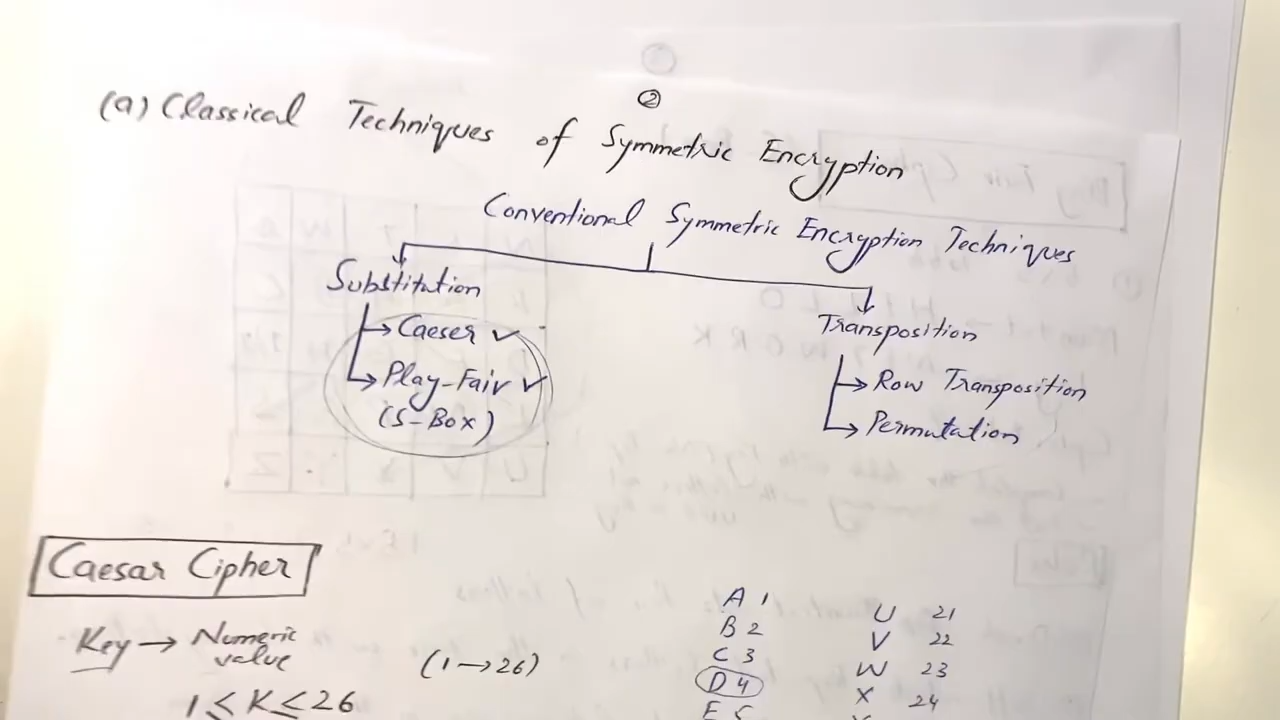 ②
(a) Classical Techniques of Symmetric Encryption
Conventional Symmetric Encryption Techniques
Substitution
→ Caeser ✓
→ Play-Fair ✓
(S-Box)
Transposition
→ Row Transposition
→ Permutation
Caesar Cipher
Key → Numeric value
(1→26)
1 ≤ K ≤ 26
A 1
B 2
C 3
D 4
E 5
U 21
V 22
W 23
X 24